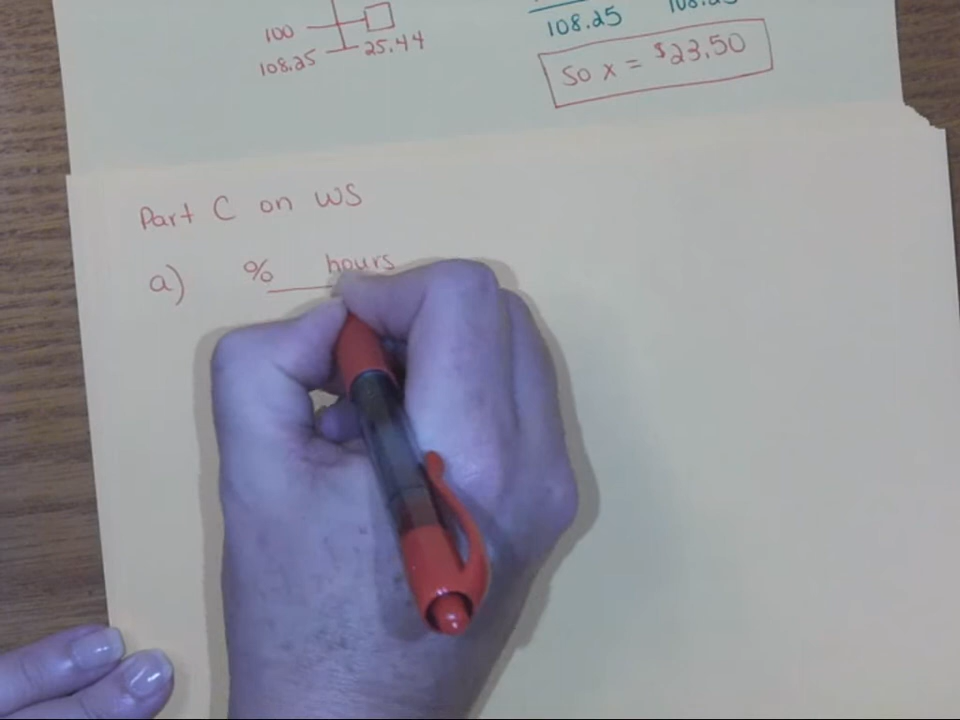 100
108.25 25.44
108.25
So x = $23.50
Part C on WS
a) % hours